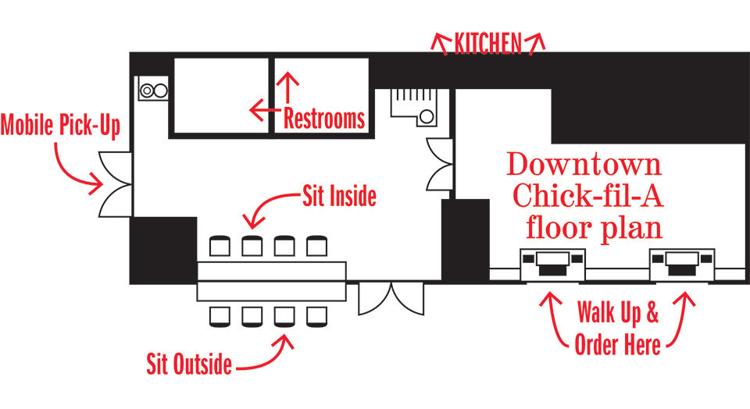 KITCHEN
Mobile Pick-Up
Restrooms
Downtown
Chick-fil-A
floor plan
Sit Inside
Walk Up &
Order Here
Sit Outside